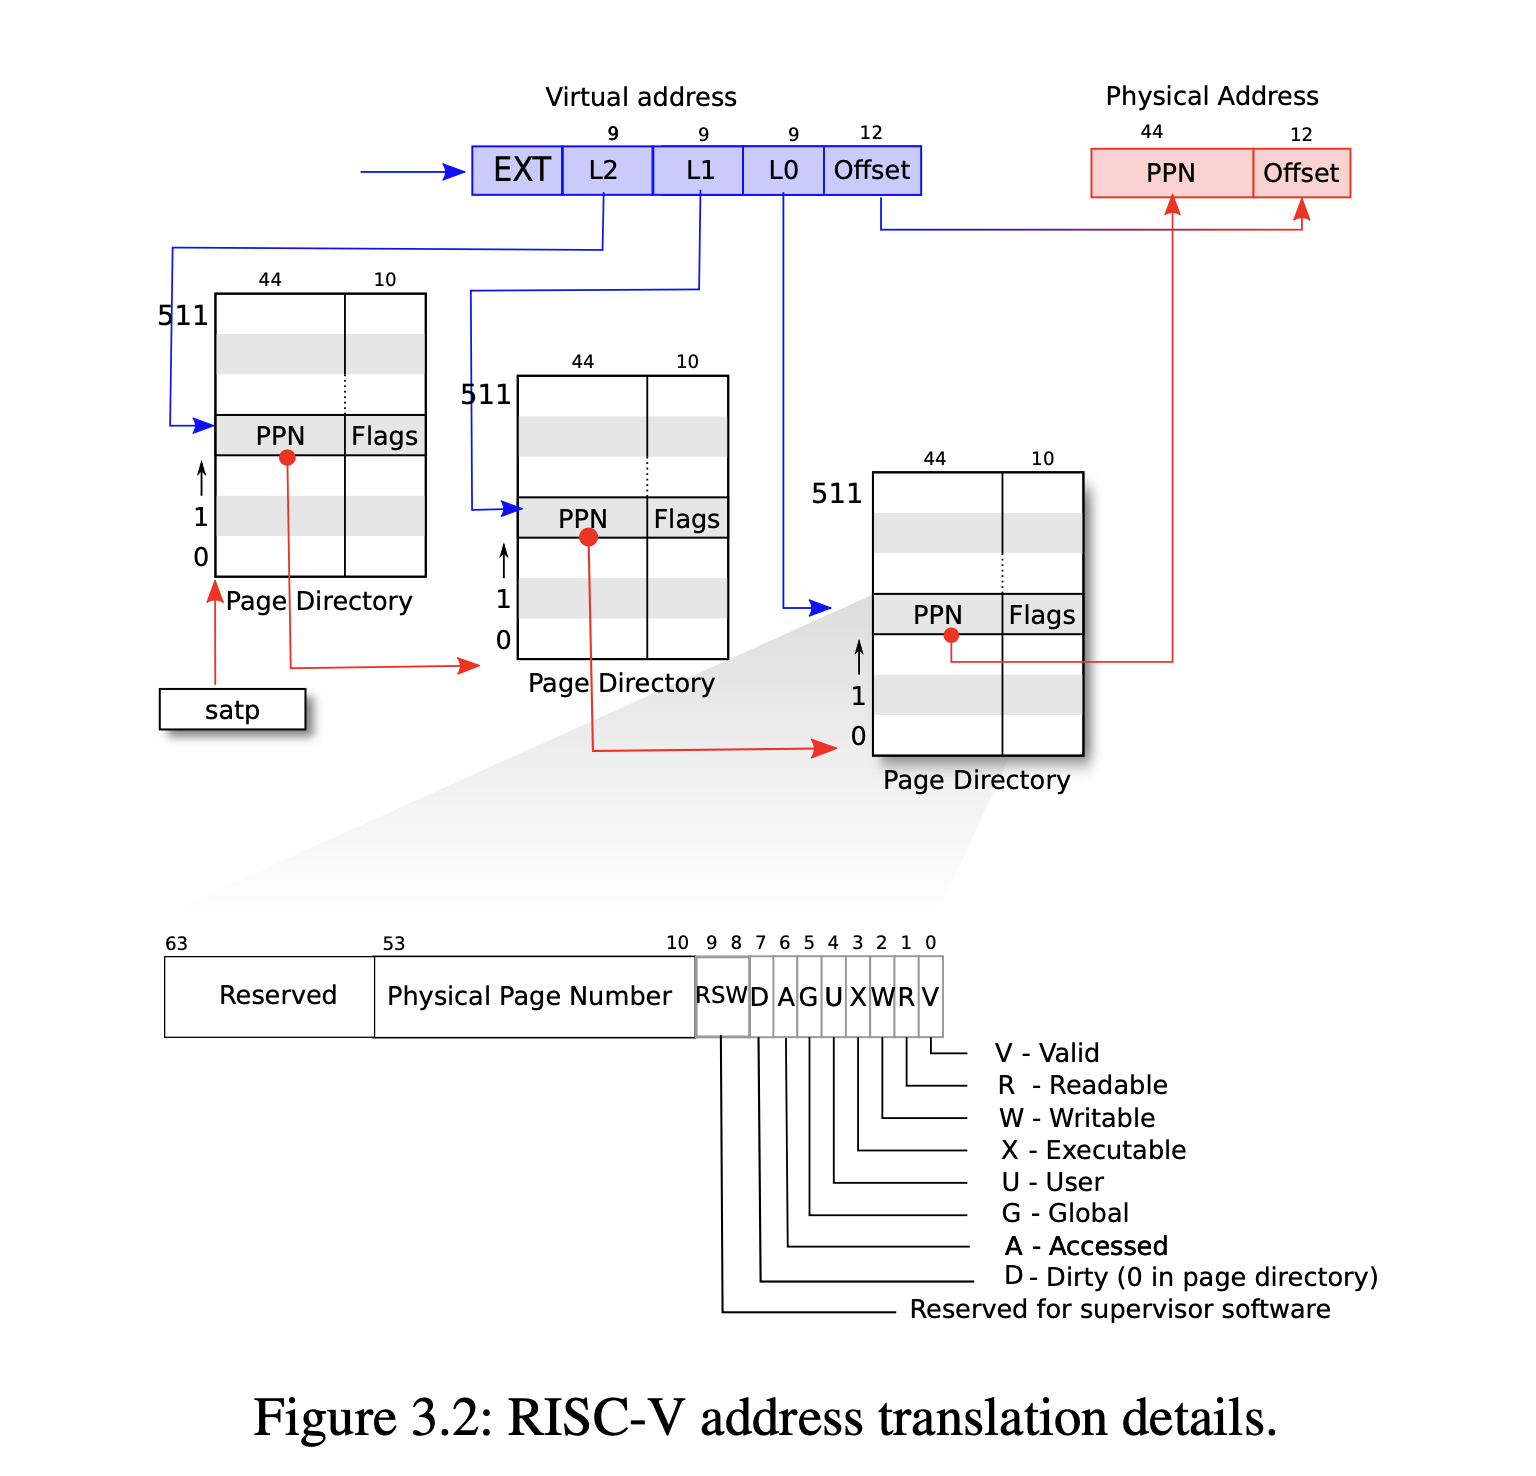 Virtual address
Physical Address
9 9 9 12
44 12
EXT L2 L1 L0 Offset
PPN Offset
44 10
511
PPN Flags
1
0
Page Directory
satp
44 10
511
PPN Flags
1
0
Page Directory
44 10
511
PPN Flags
1
0
Page Directory
63 53 10 9 8 7 6 5 4 3 2 1 0
Reserved Physical Page Number RSW D A G U X W R V
V - Valid
R - Readable
W - Writable
X - Executable
U - User
G - Global
A - Accessed
D - Dirty (0 in page directory)
Reserved for supervisor software
Figure 3.2: RISC-V address translation details.